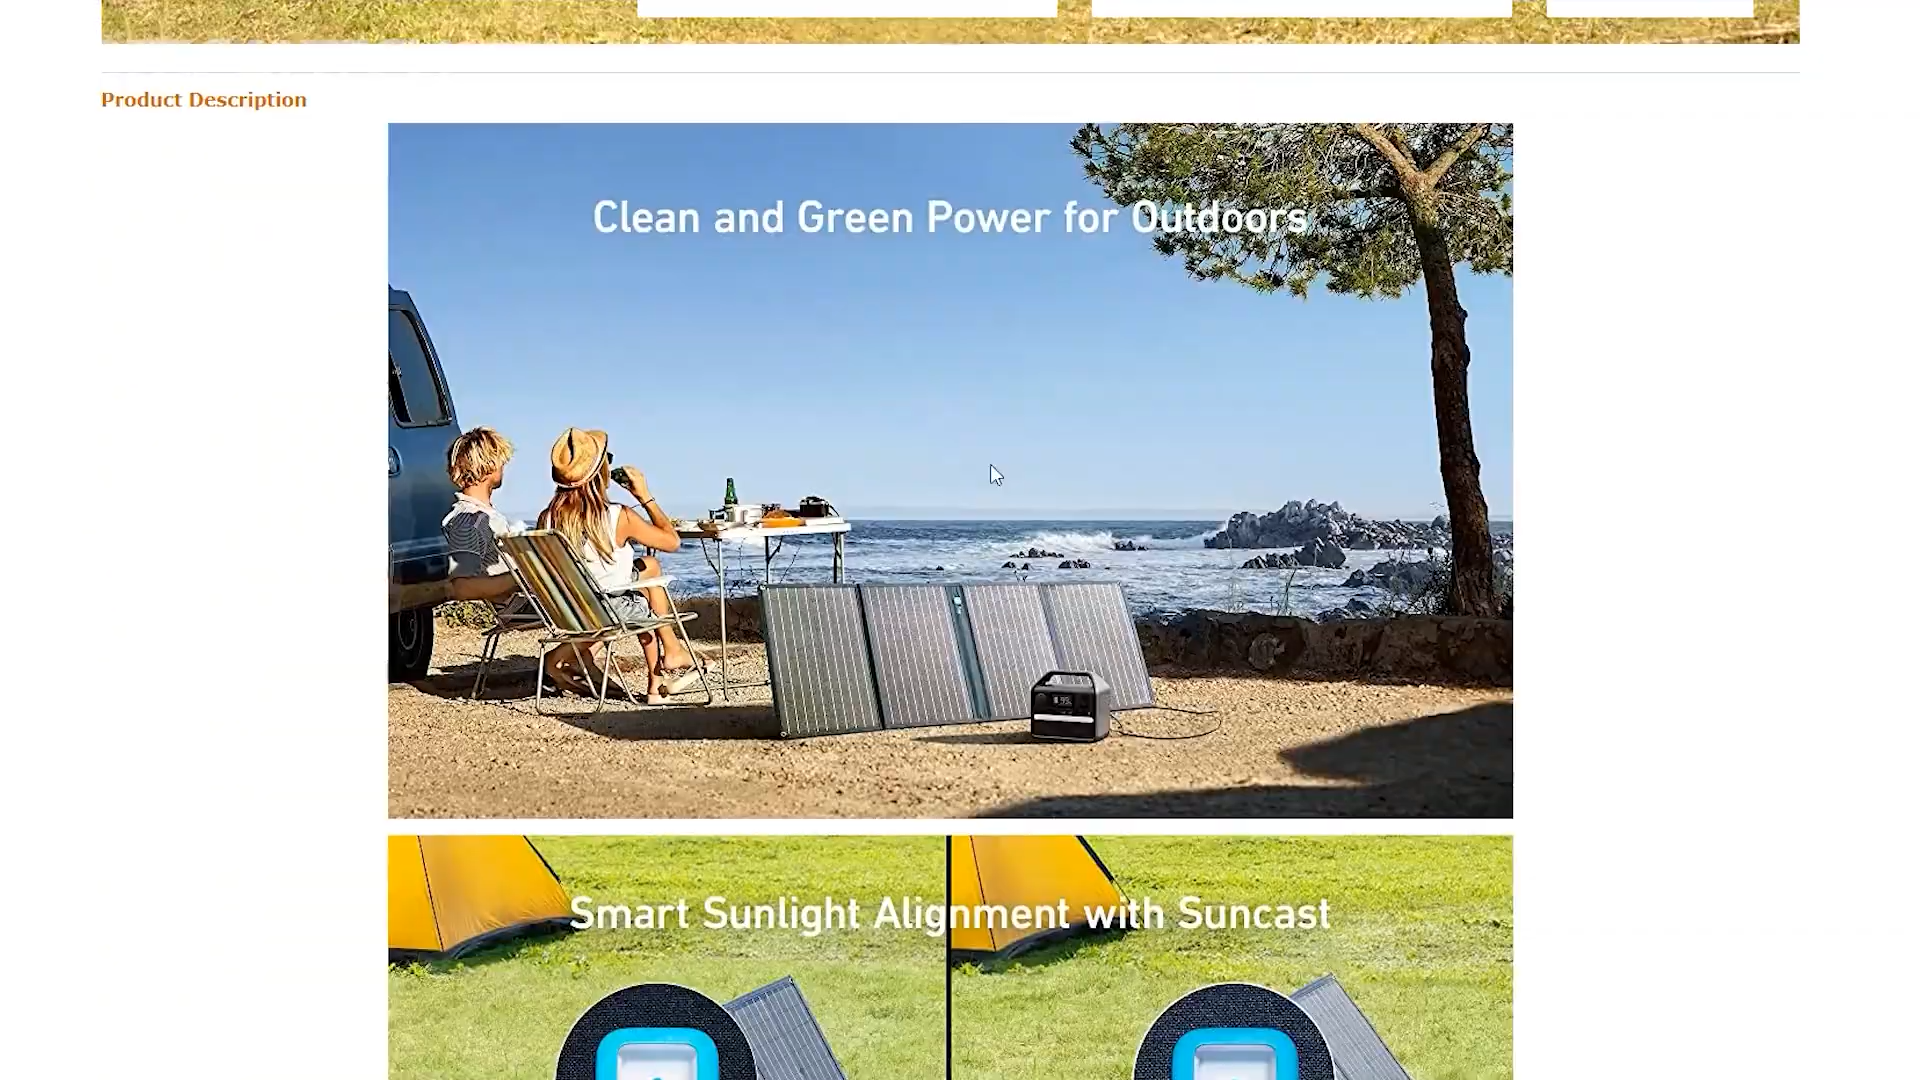 Product Description
Clean and Green Power for Outdoors
Smart Sunlight Alignment with Suncast